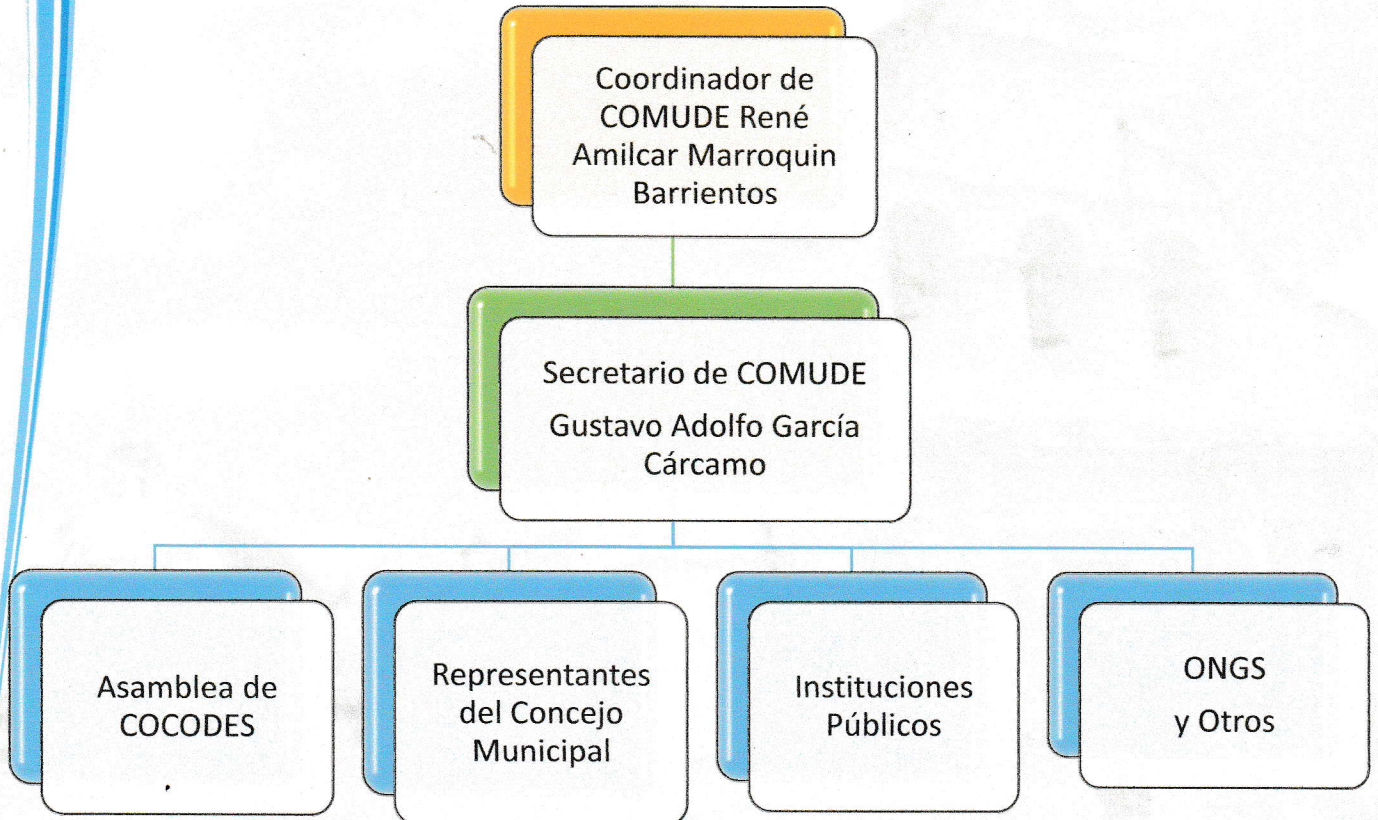 Coordinador de
COMUDE René
Amilcar Marroquin
Barrientos
Secretario de COMUDE
Gustavo Adolfo García
Cárcamo
Asamblea de
COCODES
Representantes
del Concejo
Municipal
Instituciones
Públicos
ONGS
y Otros